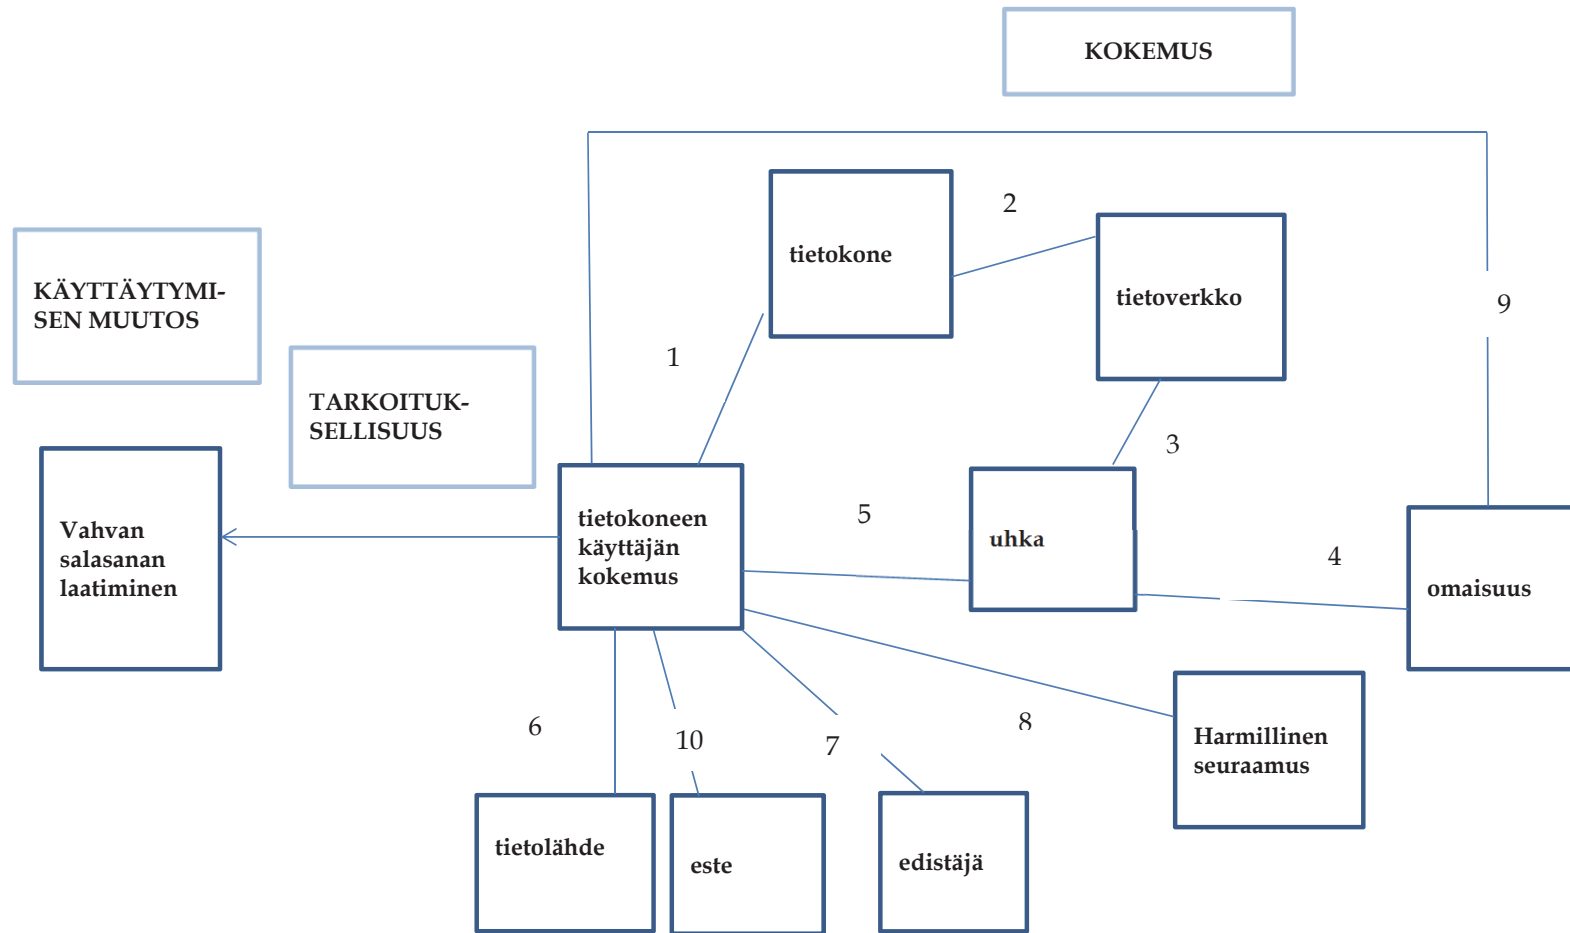 KOKEMUS
tietokone
2
tietoverkko
KÄYTTÄYTYMI-
SEN MUUTOS
9
1
TARKOITUK-
SELLISUUS
3
Vahvan
salasanan
laatiminen
tietokoneen
käyttäjän
kokemus
5
uhka
4
omaisuus
6
10
7
8
Harmillinen
seuraamus
tietolähde
este
edistäjä